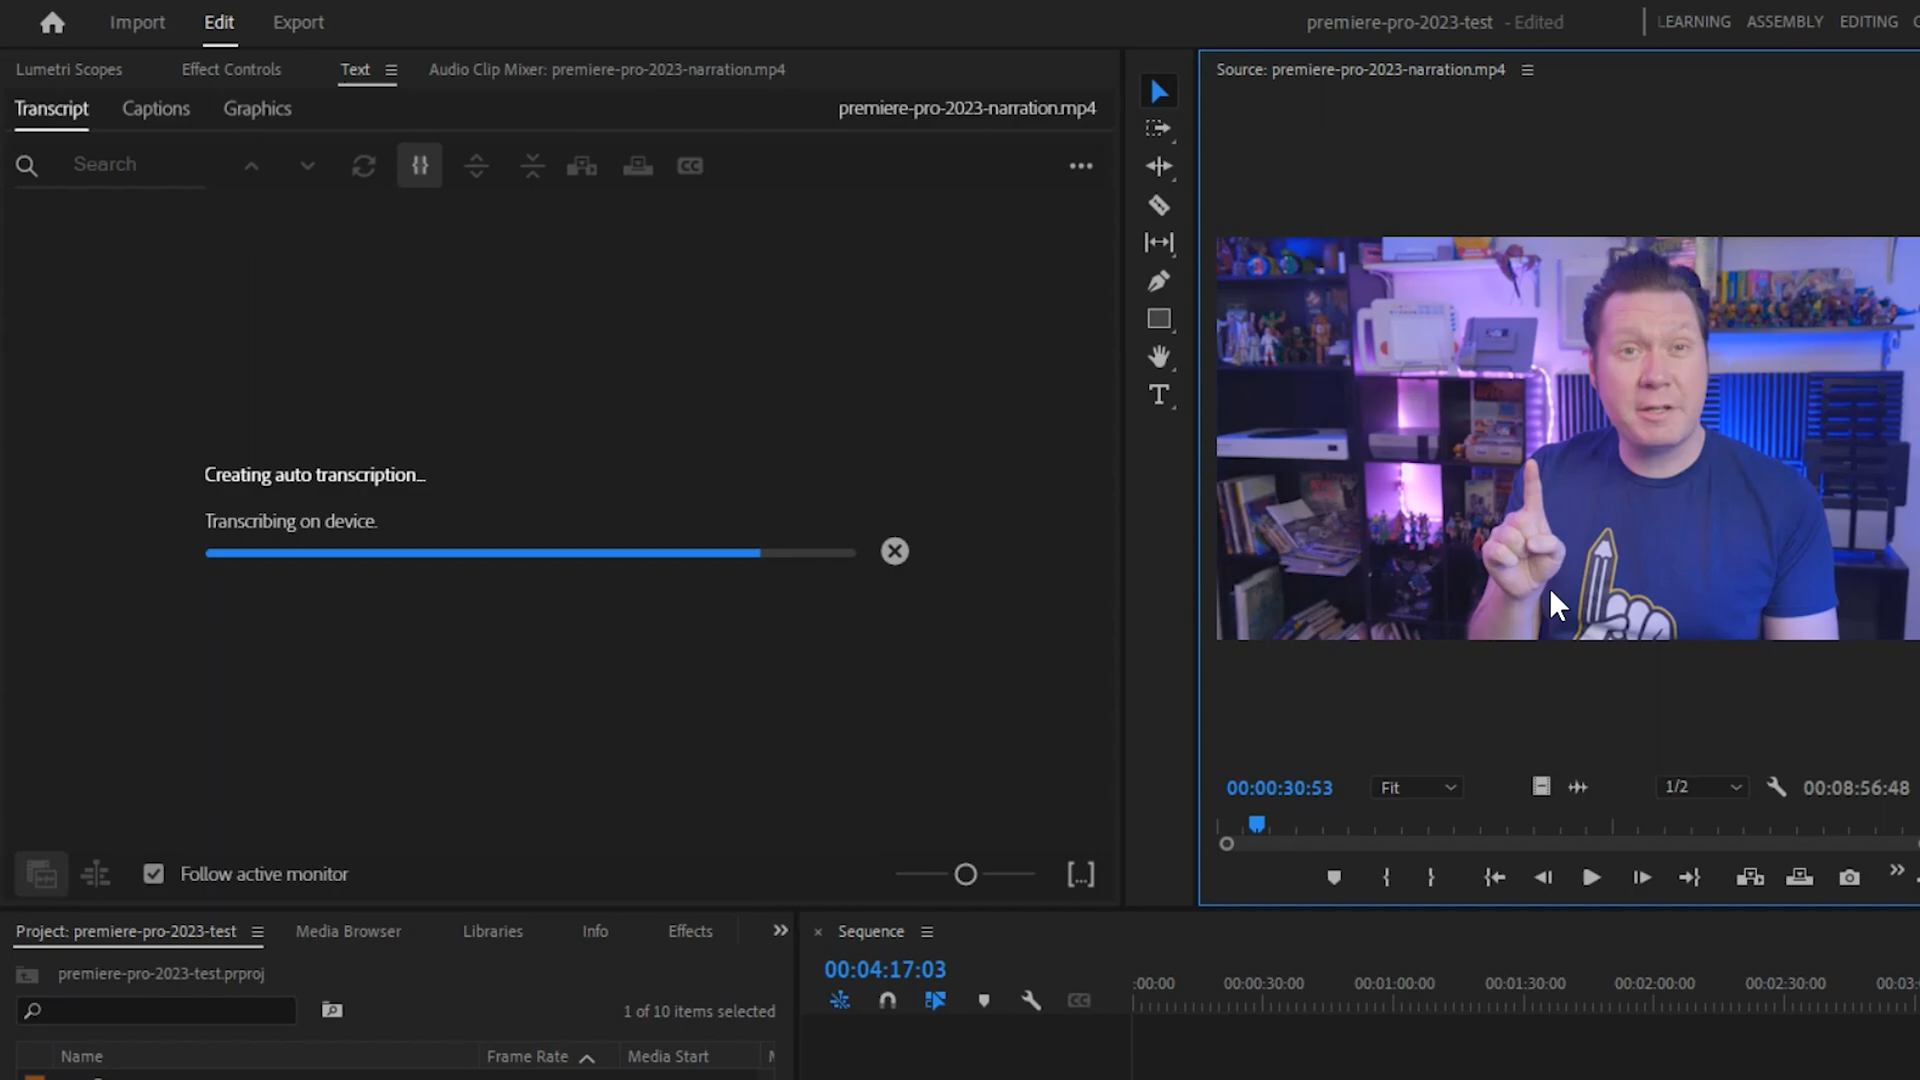 Import Edit Export premiere-pro-2023-test - Edited LEARNING ASSEMBLY EDITING
Lumetri Scopes Effect Controls Text Audio Clip Mixer: premiere-pro-2023-narration.mp4 Source: premiere-pro-2023-narration.mp4
Transcript Captions Graphics premiere-pro-2023-narration.mp4
Search CC
T
Creating auto transcription...
Transcribing on device.
00:00:30:53 Fit 1/2 00:08:56:48
Follow active monitor [...]
Project: premiere-pro-2023-test Media Browser Libraries Info Effects Sequence
premiere-pro-2023-test.prproj
00:04:17:03
:00:00 00:00:30:00 00:01:00:00 00:01:30:00 00:02:00:00 00:02:30:00 00:03:
CC
1 of 10 items selected
Name Frame Rate Media Start